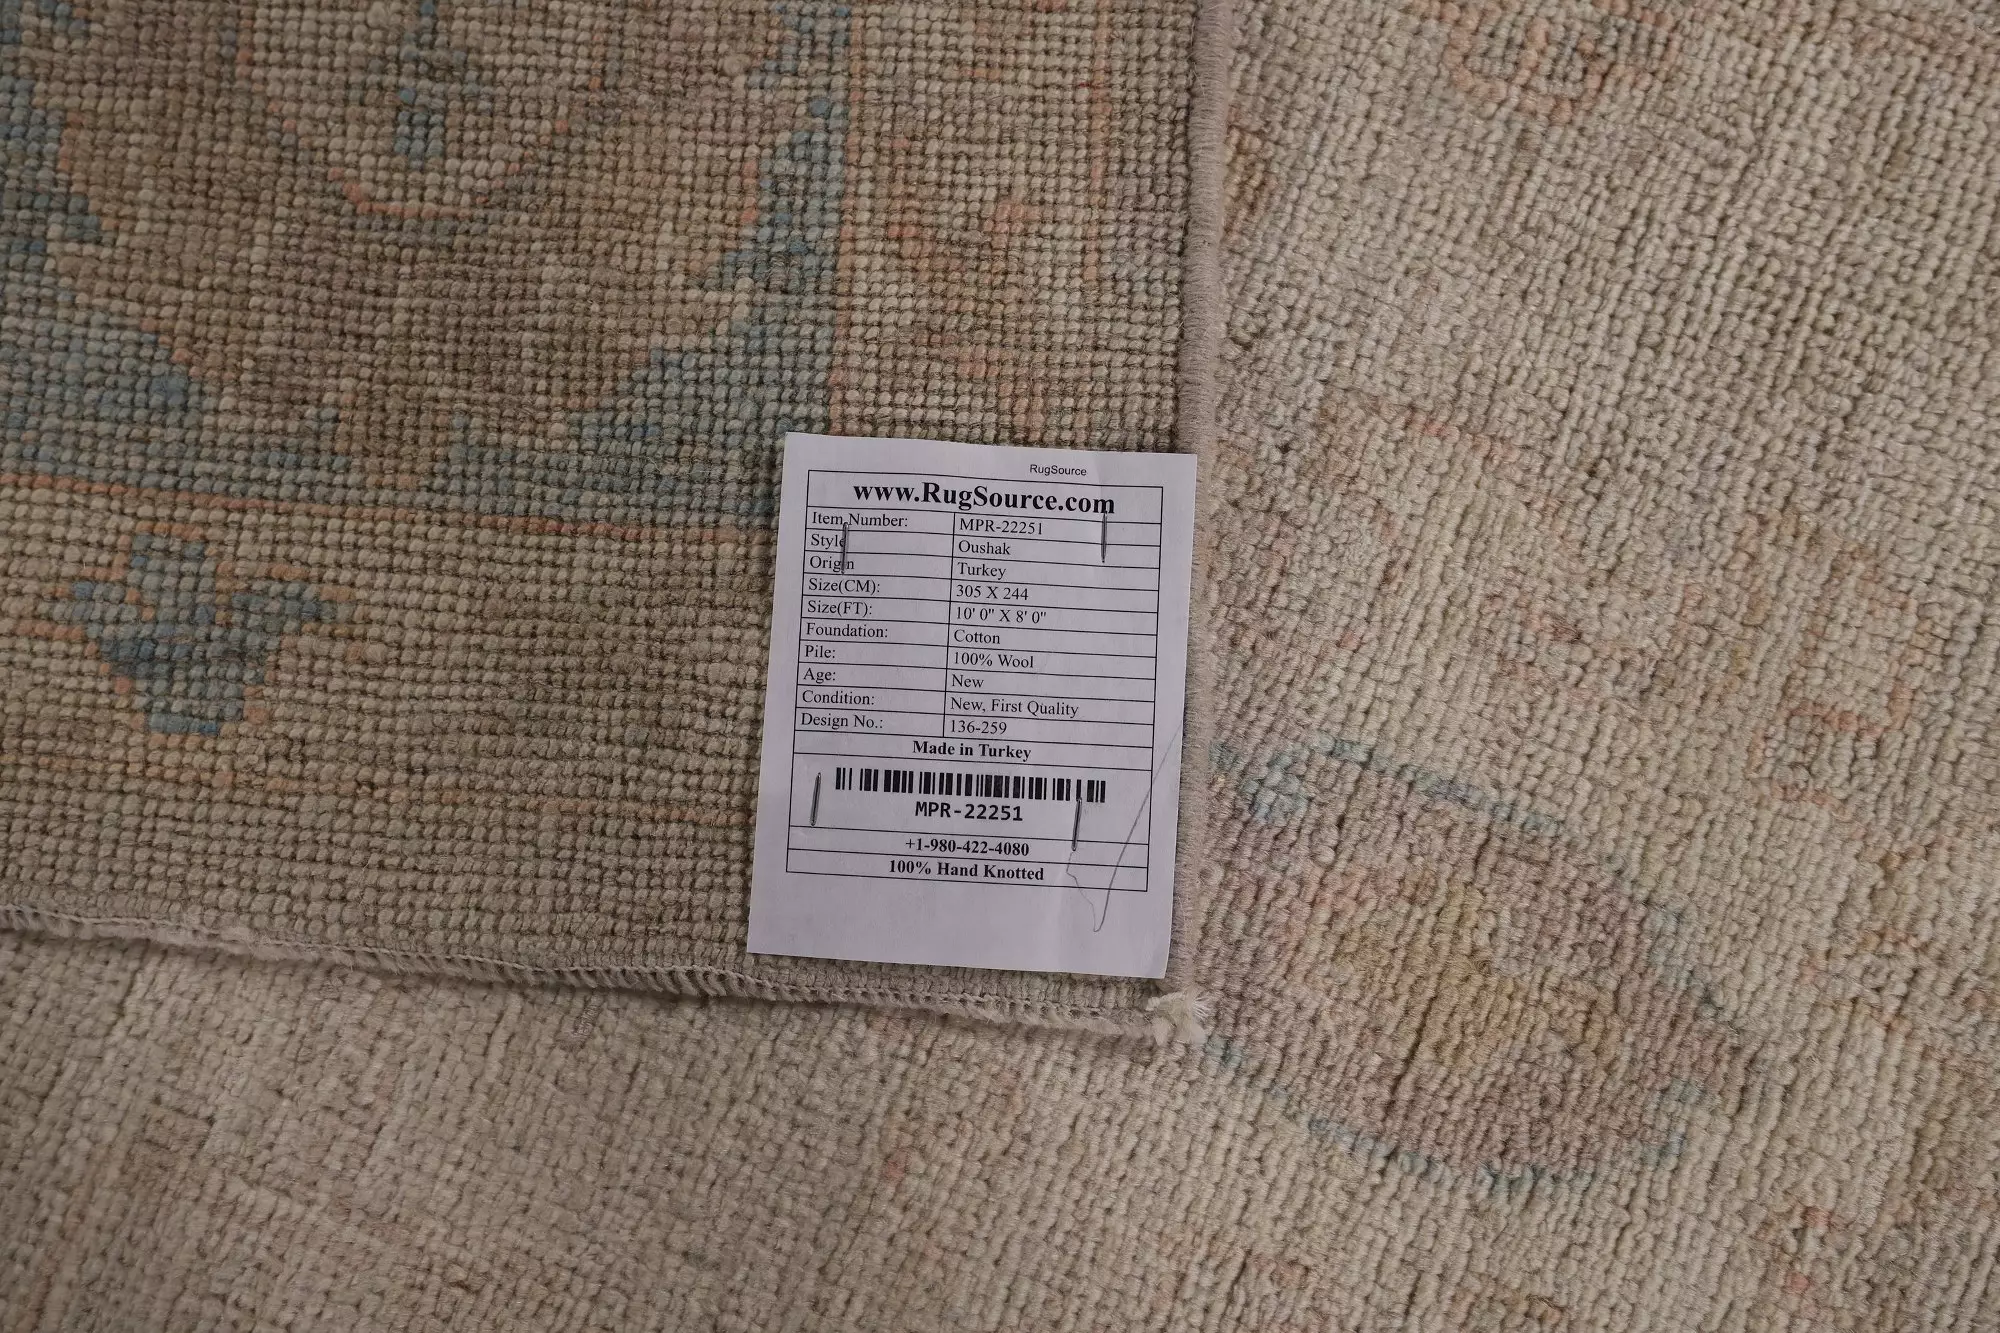 RugSource
www.RugSource.com
Item Number: MPR-22251
Style Oushak
Origin Turkey
Size(CM): 305 X 244
Size(FT): 10' 0" X 8' 0"
Foundation: Cotton
Pile: 100% Wool
Age: New
Condition: New, First Quality
Design No.: 136-259
Made in Turkey
MPR-22251
+1-980-422-4080
100% Hand Knotted